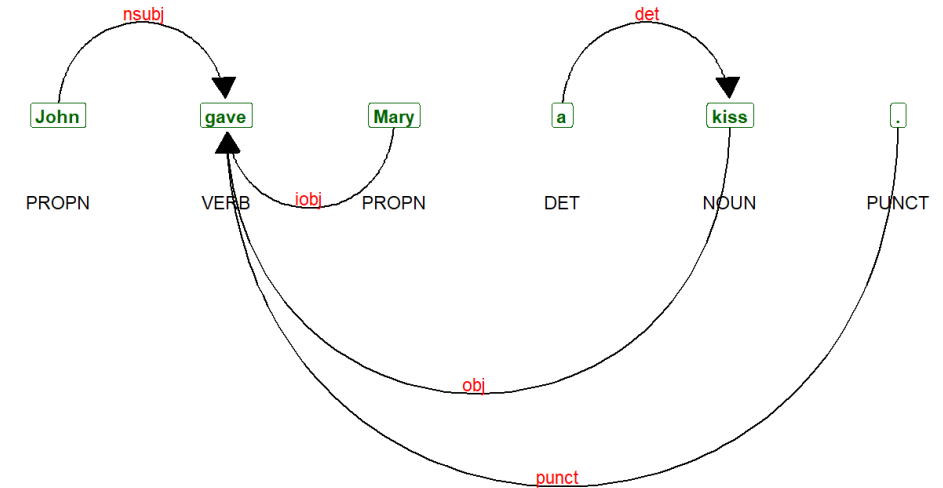 nsubj det
John gave Mary a kiss .
PROPN VERB iobj PROPN DET NOUN PUNCT
obj
punct